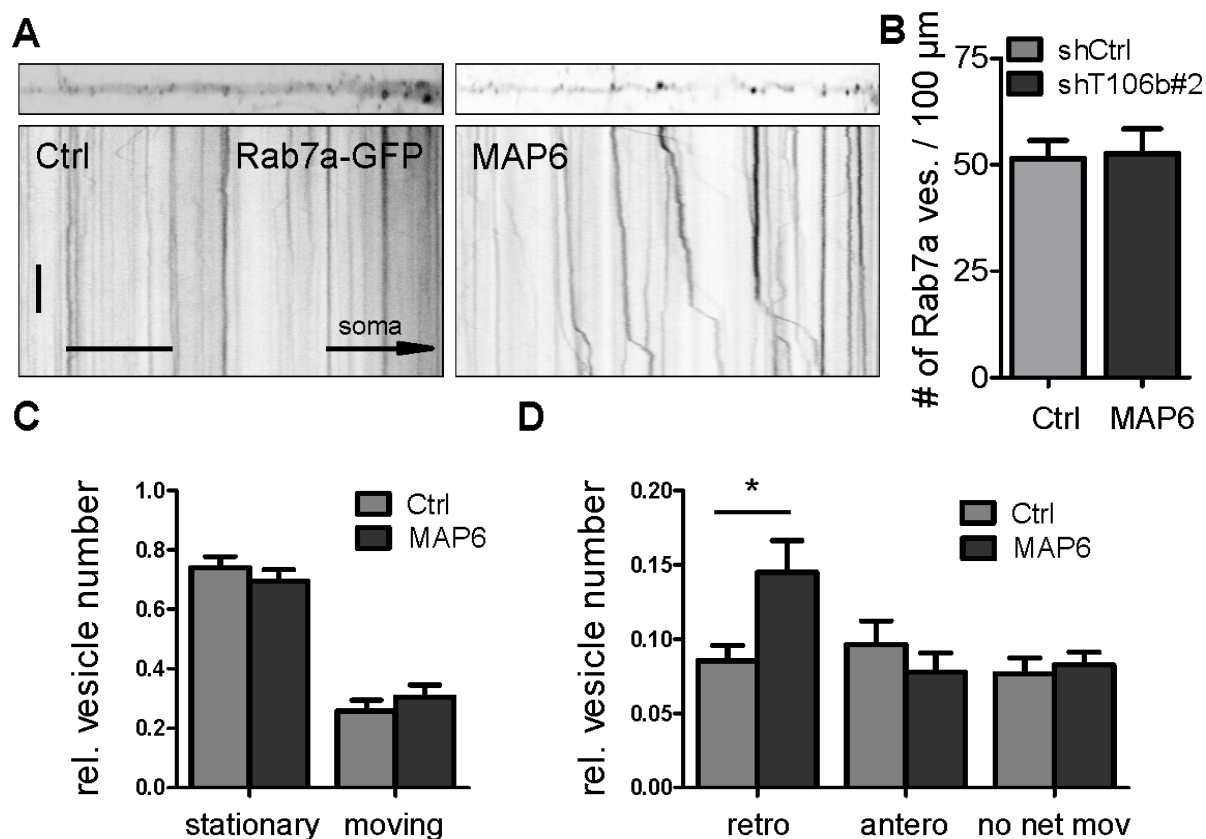 A
Ctrl
Rab7a-GFP
soma
MAP6
B
# of Rab7a ves. / 100 µm
75
50
25
0
shCtrl
shT106b#2
Ctrl
MAP6
C
rel. vesicle number
1.0
0.8
0.6
0.4
0.2
0.0
Ctrl
MAP6
stationary
moving
D
rel. vesicle number
0.20
0.15
0.10
0.05
0.00
*
Ctrl
MAP6
retro
antero
no net mov